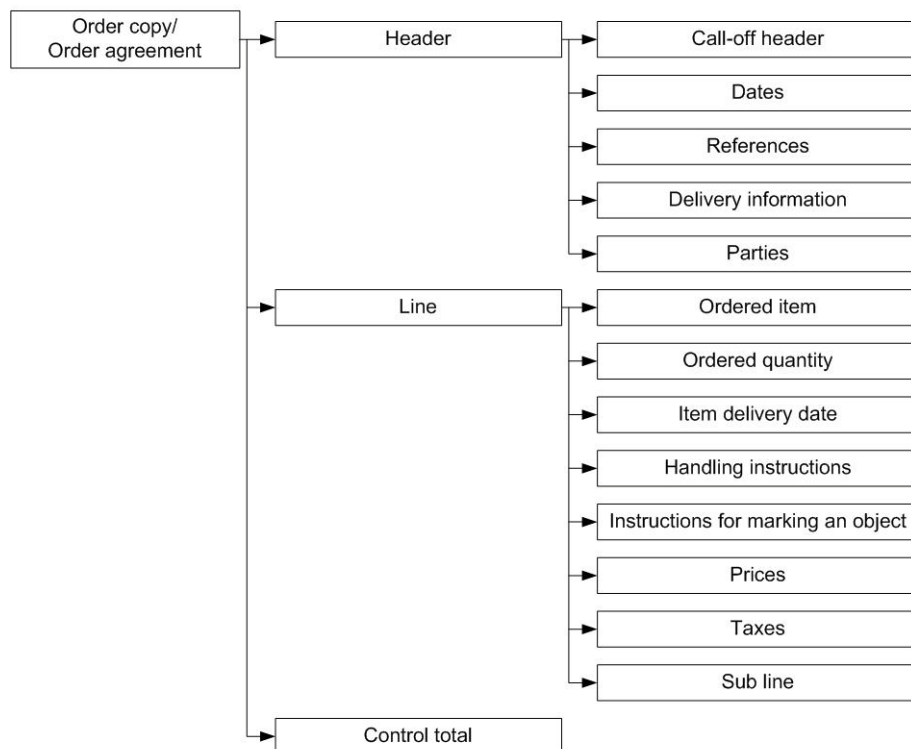 Order copy/
Order agreement
Header
Call-off header
Dates
References
Delivery information
Parties
Line
Ordered item
Ordered quantity
Item delivery date
Handling instructions
Instructions for marking an object
Prices
Taxes
Sub line
Control total